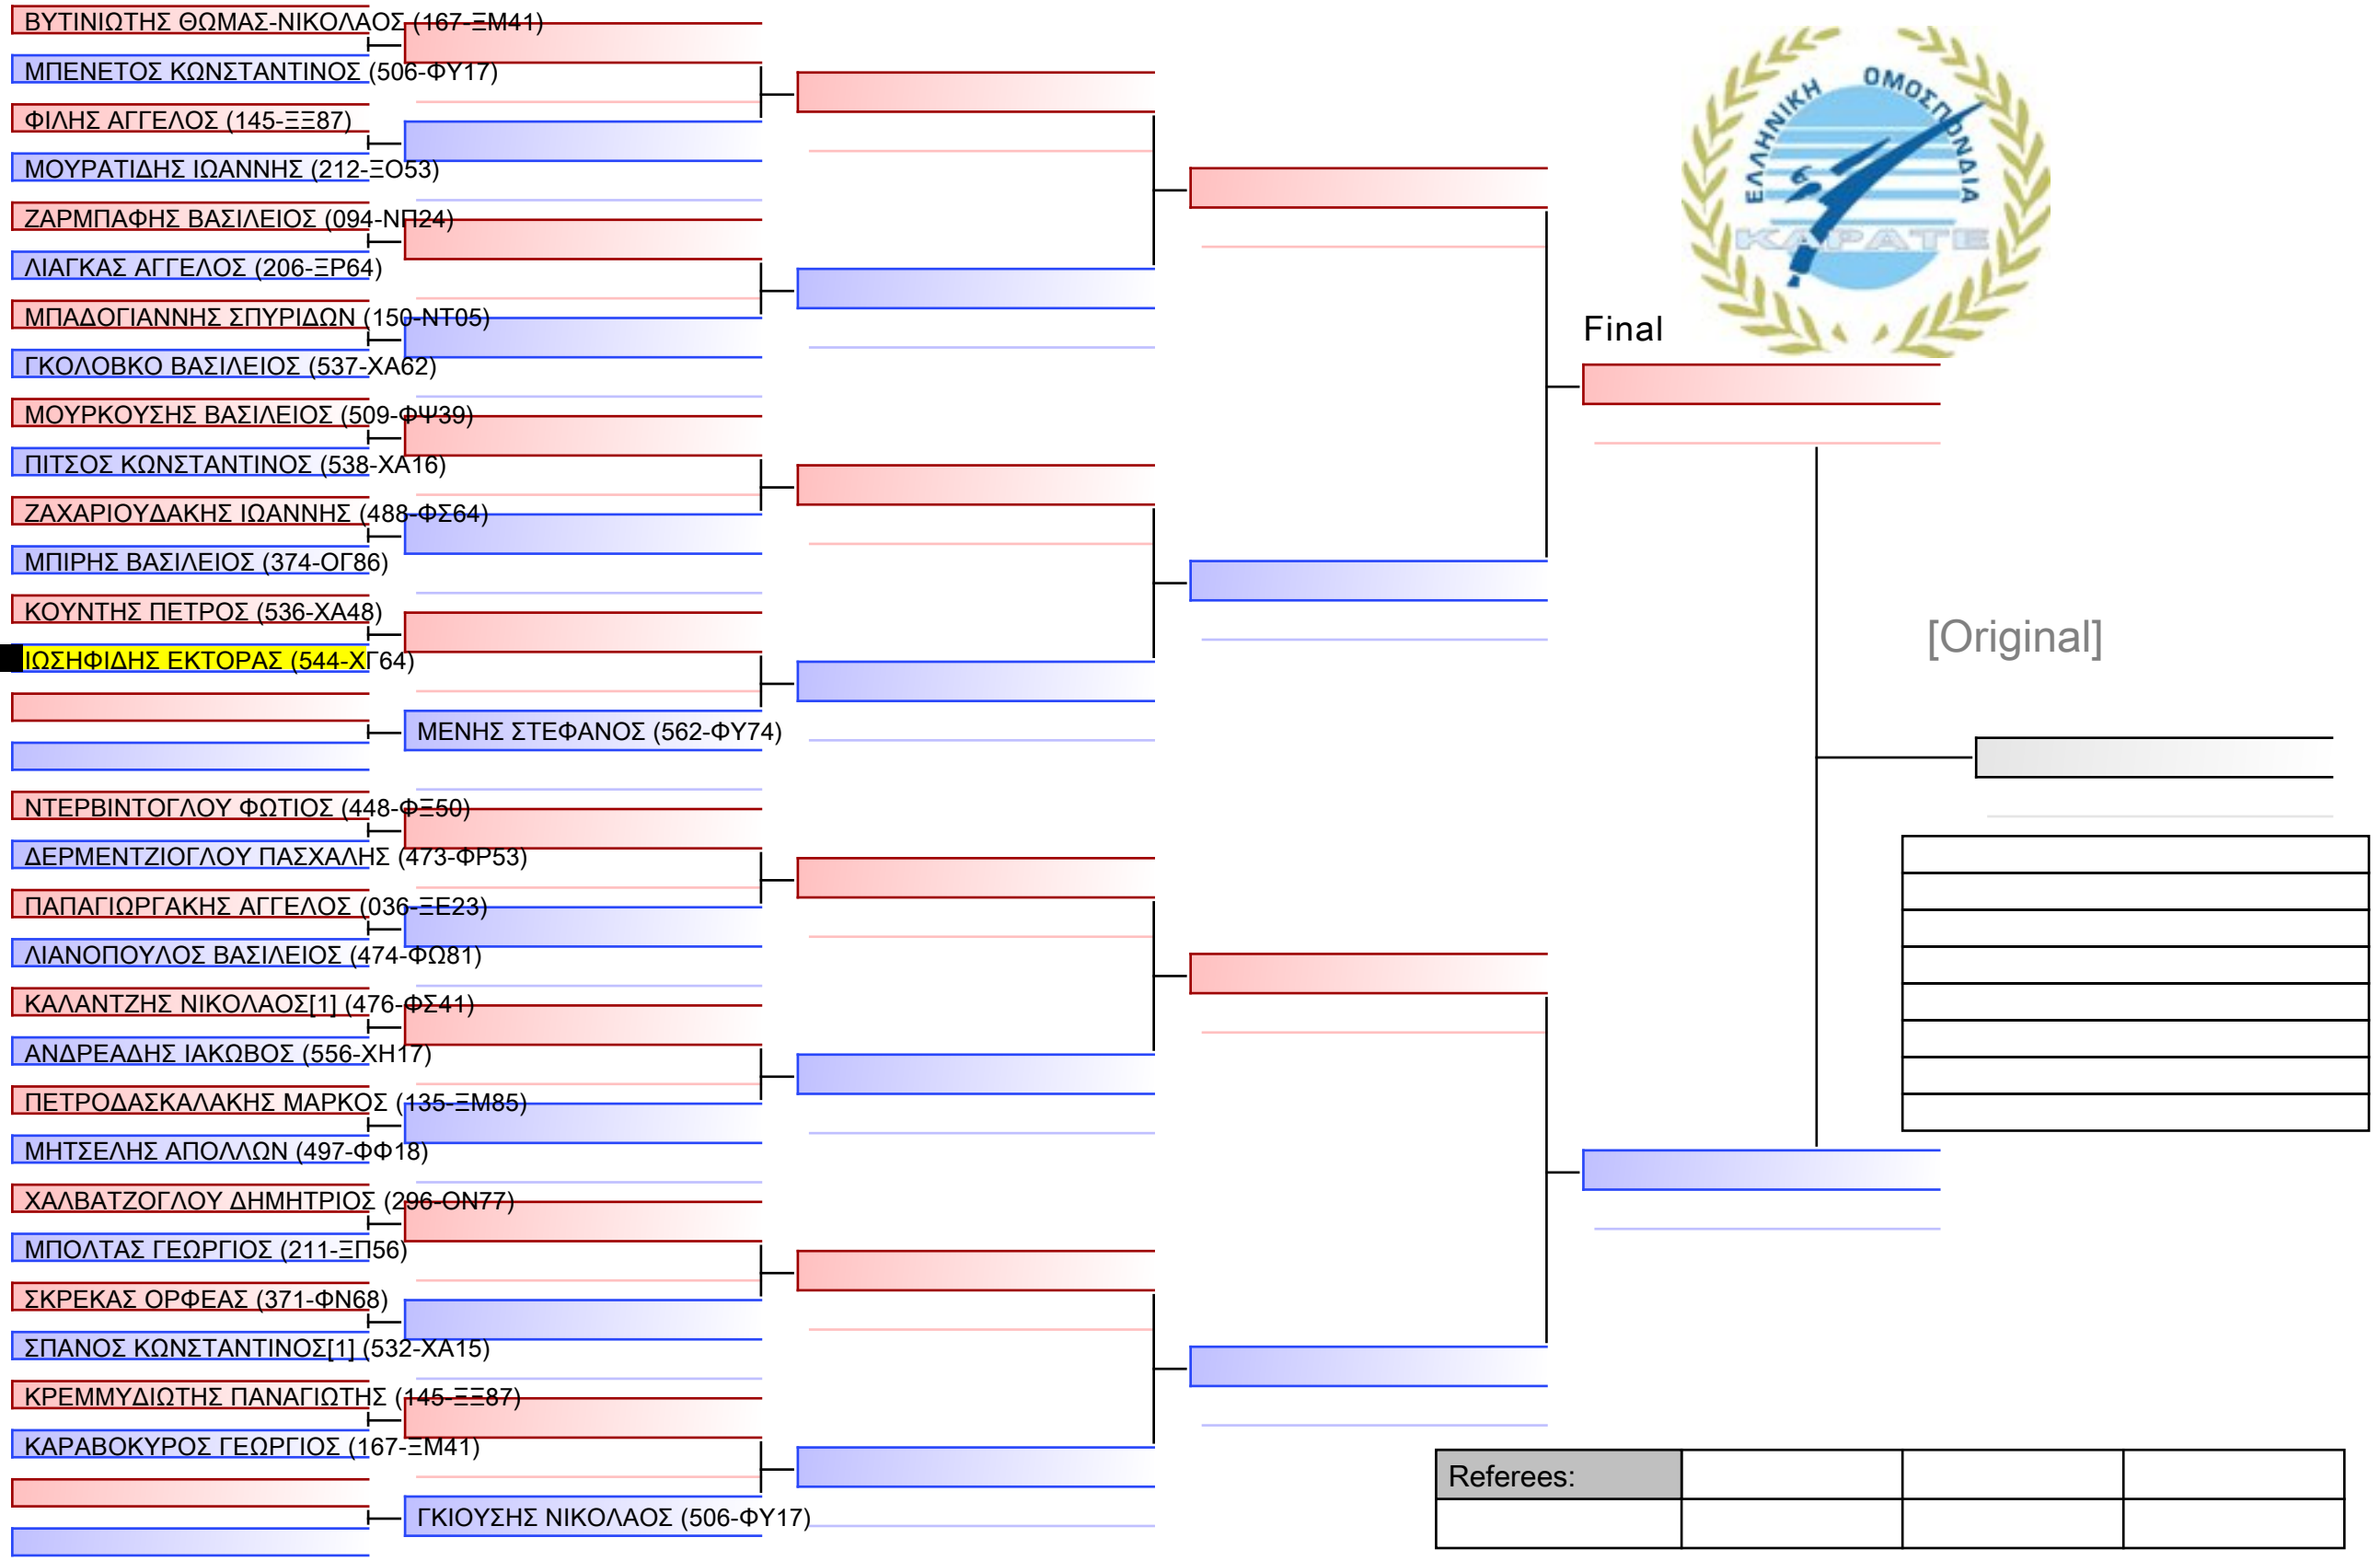 ΒΥΤΙΝΙΩΤΗΣ ΘΩΜΑΣ-ΝΙΚΟΛΑΟΣ (167-ΞΜ41)
ΜΠΕΝΕΤΟΣ ΚΩΝΣΤΑΝΤΙΝΟΣ (506-ΦΥ17)
ΦΙΛΗΣ ΑΓΓΕΛΟΣ (145-ΞΞ87)
ΜΟΥΡΑΤΙΔΗΣ ΙΩΑΝΝΗΣ (212-ΞΟ53)
ΖΑΡΜΠΑΦΗΣ ΒΑΣΙΛΕΙΟΣ (094-ΝΠ24)
ΛΙΑΓΚΑΣ ΑΓΓΕΛΟΣ (206-ΞΡ64)
ΜΠΑΔΟΓΙΑΝΝΗΣ ΣΠΥΡΙΔΩΝ (150-ΝΤ05)
ΓΚΟΛΟΒΚΟ ΒΑΣΙΛΕΙΟΣ (537-ΧΑ62)
ΜΟΥΡΚΟΥΣΗΣ ΒΑΣΙΛΕΙΟΣ (509-ΦΨ39)
ΠΙΤΣΟΣ ΚΩΝΣΤΑΝΤΙΝΟΣ (538-ΧΑ16)
ΖΑΧΑΡΙΟΥΔΑΚΗΣ ΙΩΑΝΝΗΣ (488-ΦΣ64)
ΜΠΙΡΗΣ ΒΑΣΙΛΕΙΟΣ (374-ΟΓ86)
ΚΟΥΝΤΗΣ ΠΕΤΡΟΣ (536-ΧΑ48)
ΙΩΣΗΦΙΔΗΣ ΕΚΤΟΡΑΣ (544-ΧΓ64)
ΜΕΝΗΣ ΣΤΕΦΑΝΟΣ (562-ΦΥ74)
ΝΤΕΡΒΙΝΤΟΓΛΟΥ ΦΩΤΙΟΣ (448-ΦΞ50)
ΔΕΡΜΕΝΤΖΙΟΓΛΟΥ ΠΑΣΧΑΛΗΣ (473-ΦΡ53)
ΠΑΠΑΓΙΩΡΓΑΚΗΣ ΑΓΓΕΛΟΣ (036-ΞΕ23)
ΛΙΑΝΟΠΟΥΛΟΣ ΒΑΣΙΛΕΙΟΣ (474-ΦΩ81)
ΚΑΛΑΝΤΖΗΣ ΝΙΚΟΛΑΟΣ[1] (476-ΦΣ41)
ΑΝΔΡΕΑΔΗΣ ΙΑΚΩΒΟΣ (556-ΧΗ17)
ΠΕΤΡΟΔΑΣΚΑΛΑΚΗΣ ΜΑΡΚΟΣ (135-ΞΜ85)
ΜΗΤΣΕΛΗΣ ΑΠΟΛΛΩΝ (497-ΦΦ18)
ΧΑΛΒΑΤΖΟΓΛΟΥ ΔΗΜΗΤΡΙΟΣ (296-ΟΝ77)
ΜΠΟΛΤΑΣ ΓΕΩΡΓΙΟΣ (211-ΞΠ56)
ΣΚΡΕΚΑΣ ΟΡΦΕΑΣ (371-ΦΝ68)
ΣΠΑΝΟΣ ΚΩΝΣΤΑΝΤΙΝΟΣ[1] (532-ΧΑ15)
ΚΡΕΜΜΥΔΙΩΤΗΣ ΠΑΝΑΓΙΩΤΗΣ (145-ΞΞ87)
ΚΑΡΑΒΟΚΥΡΟΣ ΓΕΩΡΓΙΟΣ (167-ΞΜ41)
ΓΚΙΟΥΣΗΣ ΝΙΚΟΛΑΟΣ (506-ΦΥ17)
ΕΛΛΗΝΙΚΗ ΟΜΟΣΠΟΝΔΙΑ
ΚΑΡΑΤΕ
Final
[Original]
Referees: